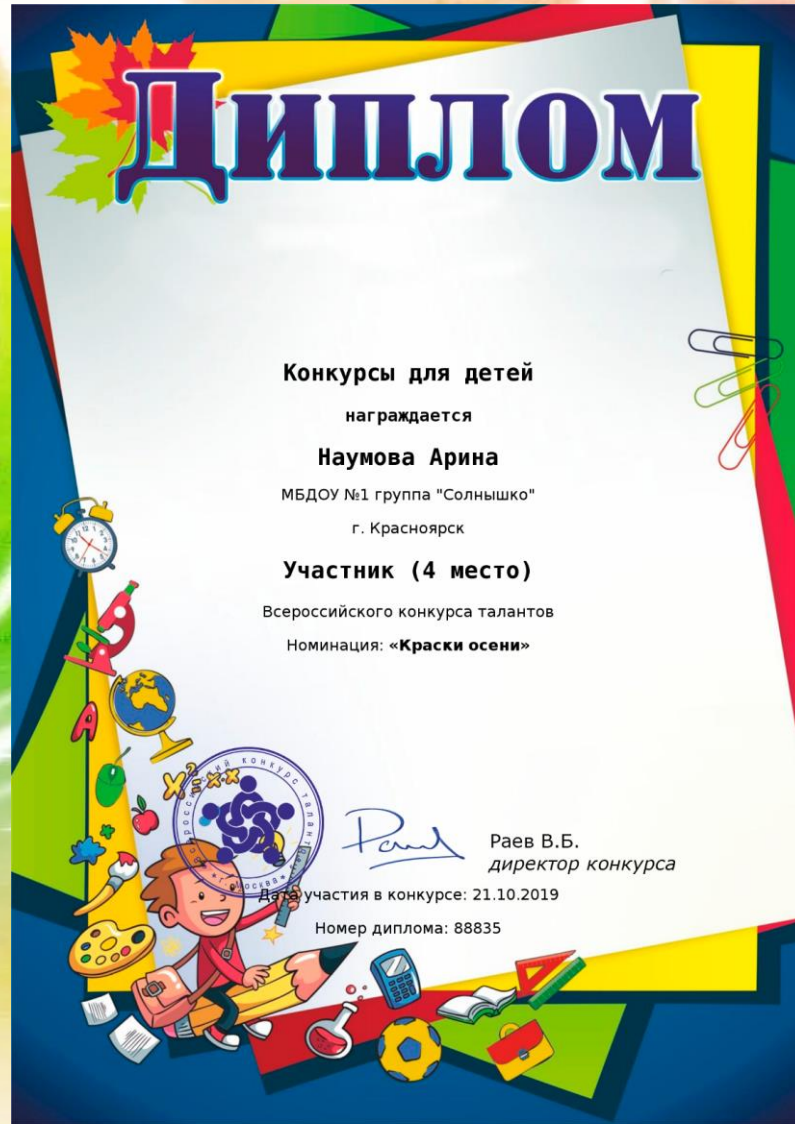 Диплом
Конкурсы для детей
награждается
Наумова Арина
МБДОУ №1 группа "Солнышко"
г. Красноярск
Участник (4 место)
Всероссийского конкурса талантов
Номинация: «Краски осени»
Раев В.Б.
директор конкурса
Дата участия в конкурсе: 21.10.2019
Номер диплома: 88835